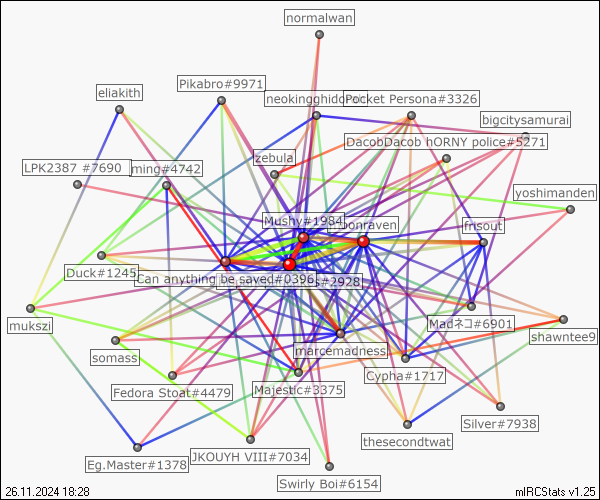 normalwan
Pikabro#9971
eliakith
Pocket Persona#3326
bigcitysamurai
DacobDacob hORNY police#5271
zebula
LPK2387 #7690
ming#4742
yoshimanden
Mushy#1984
frisout
Duck#1245
Can anything be saved#0396
#2928
Madネコ#6901
mukszi
shawntee9
marcemadness
somass
Cypha#1717
Fedora Stoat#4479
Majestic#3375
Silver#7938
thesecondtwat
JKOUYH VIII#7034
Eg.Master#1378
Swirly Boi#6154
26.11.2024 18:28
mIRCStats v1.25